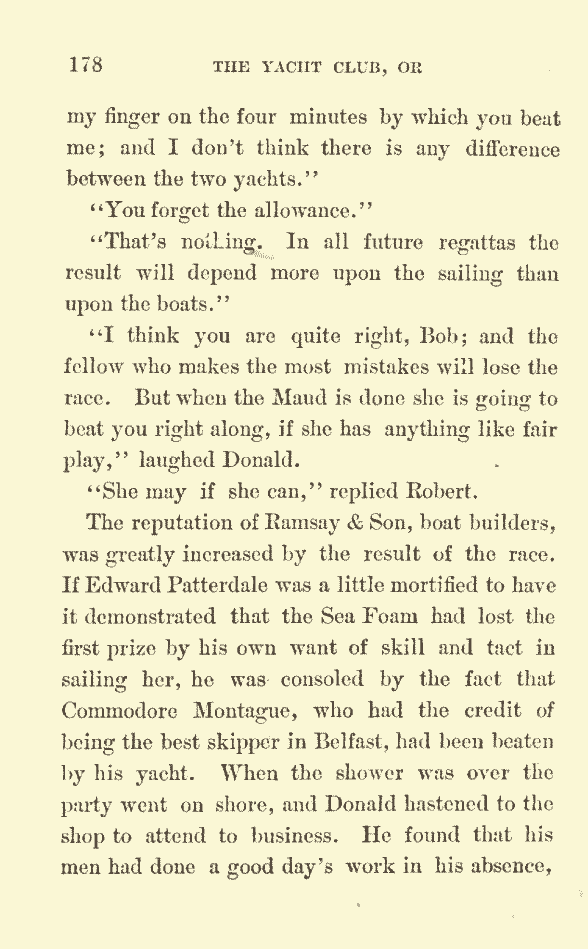 178 THE YACHT CLUB, OR
my finger on the four minutes by which you beat
me; and I don't think there is any difference
between the two yachts."
"You forget the allowance."
"That's nothing. In all future regattas the
result will depend more upon the sailing than
upon the boats."
"I think you are quite right, Bob; and the
fellow who makes the most mistakes will lose the
race. But when the Maud is done she is going to
beat you right along, if she has anything like fair
play," laughed Donald.
"She may if she can," replied Robert.
The reputation of Ramsay & Son, boat builders,
was greatly increased by the result of the race.
If Edward Patterdale was a little mortified to have
it demonstrated that the Sea Foam had lost the
first prize by his own want of skill and tact in
sailing her, he was consoled by the fact that
Commodore Montague, who had the credit of
being the best skipper in Belfast, had been beaten
by his yacht. When the shower was over the
party went on shore, and Donald hastened to the
shop to attend to business. He found that his
men had done a good day's work in his absence,